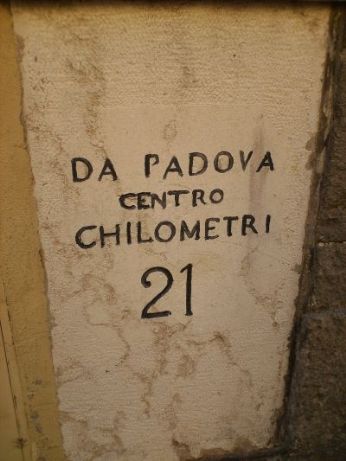 DA PADOVA
CENTRO
CHILOMETRI
21